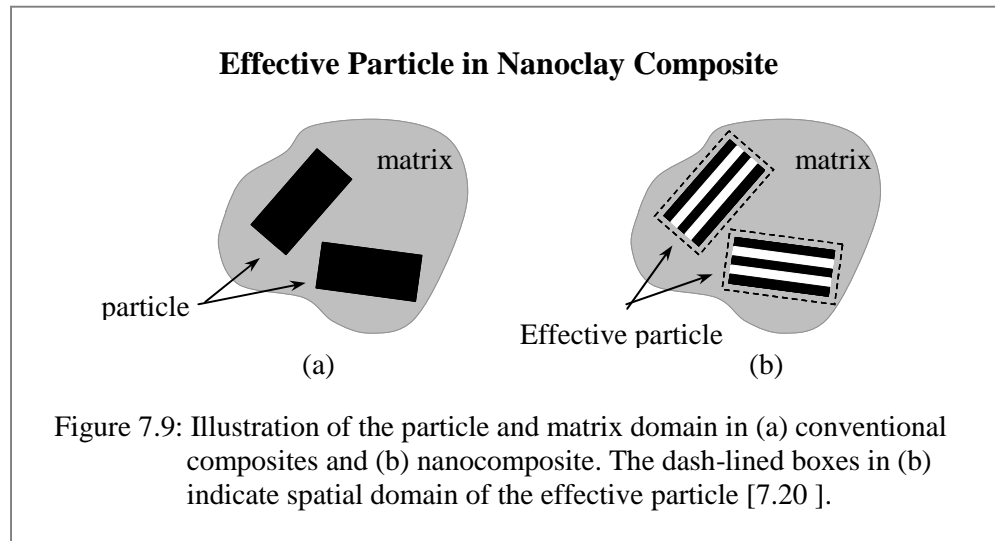 Effective Particle in Nanoclay Composite
matrix
matrix
particle
Effective particle
(a)
(b)
Figure 7.9: Illustration of the particle and matrix domain in (a) conventional
composites and (b) nanocomposite. The dash-lined boxes in (b)
indicate spatial domain of the effective particle [7.20 ].